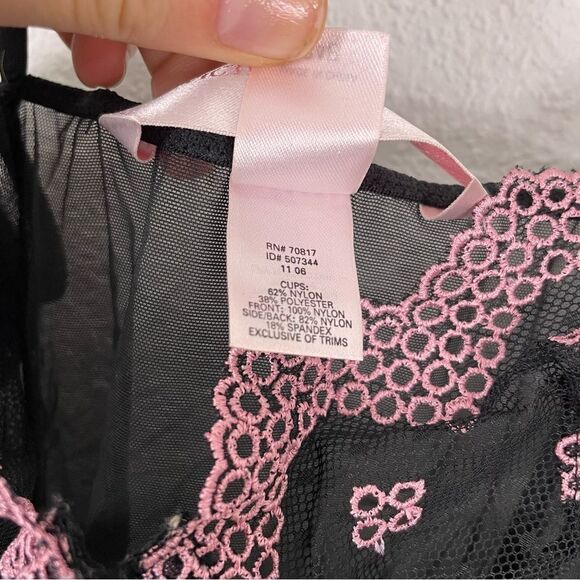 RN# 70817
ID# 507344
11 06
CUPS:
62% NYLON
38% POLYESTER
FRONT: 100% NYLON
SIDE/BACK: 82% NYLON
18% SPANDEX
EXCLUSIVE OF TRIMS